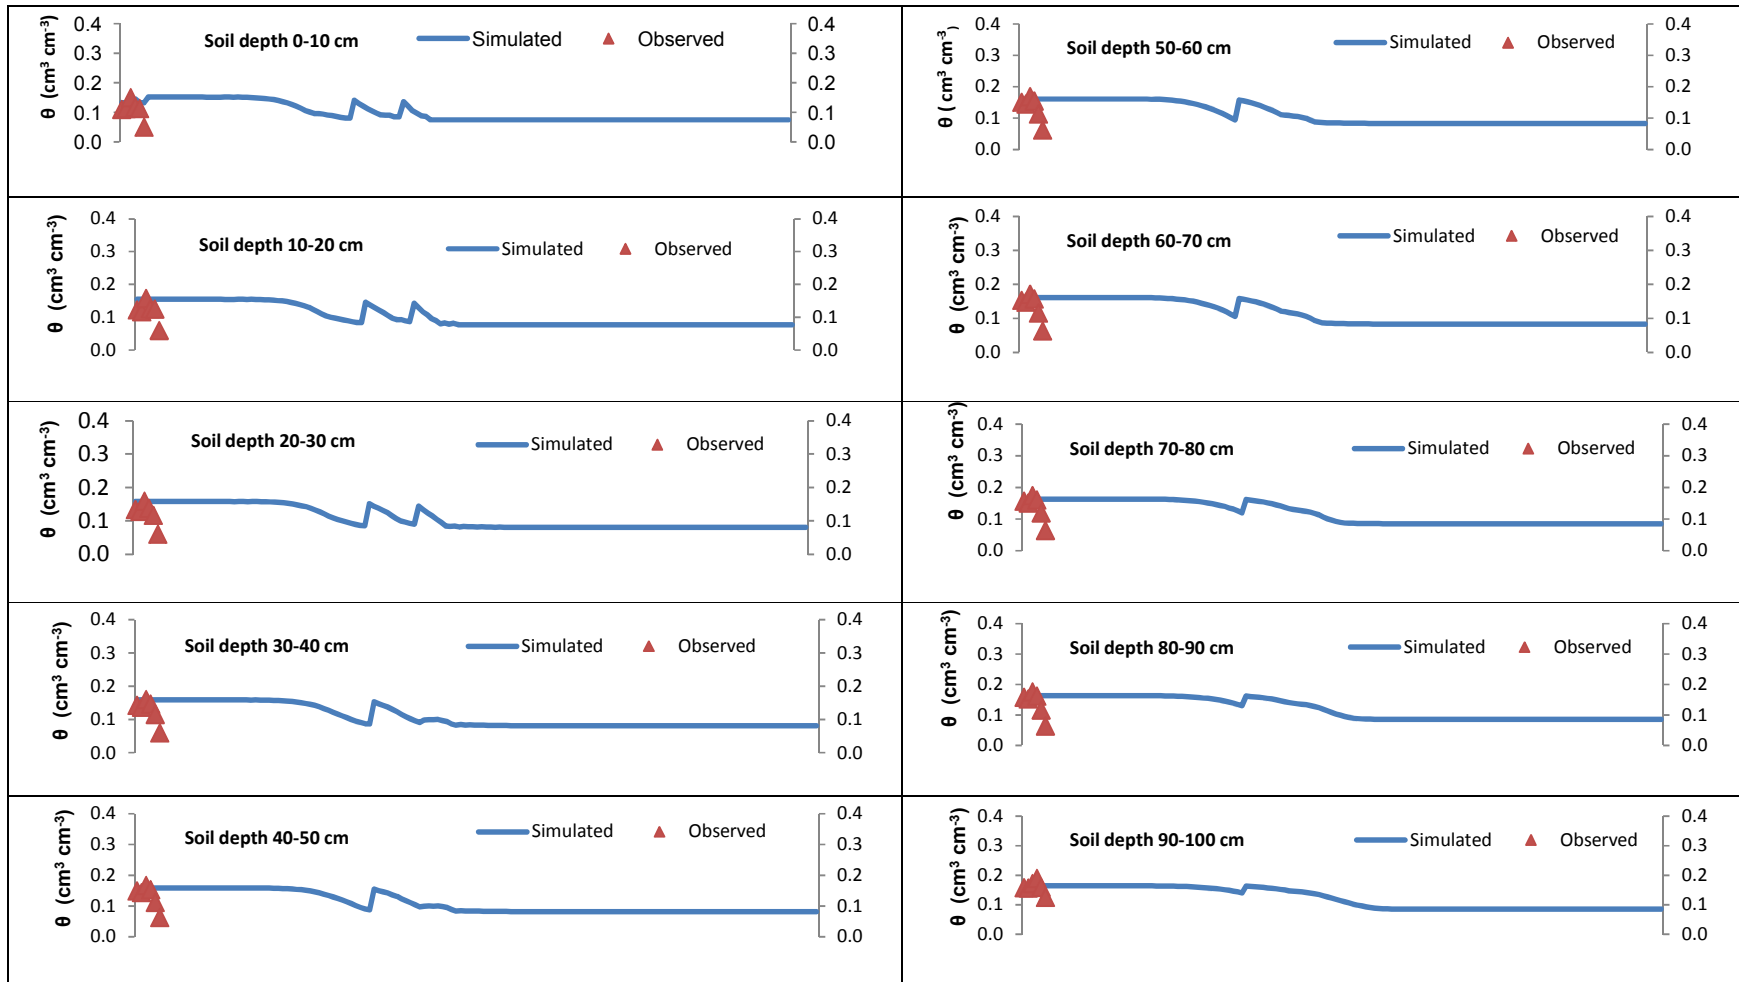 θ (cm³ cm⁻³)
0.4
0.3
0.2
0.1
0.0
Soil depth 0-10 cm
Simulated
Observed
0.4
0.3
0.2
0.1
0.0
θ ( cm³ cm⁻³)
0.4
0.3
0.2
0.1
0.0
Soil depth 50-60 cm
Simulated
Observed
0.4
0.3
0.2
0.1
0.0
θ (cm³ cm⁻³)
0.4
0.3
0.2
0.1
0.0
Soil depth 10-20 cm
Simulated
Observed
0.4
0.3
0.2
0.1
0.0
θ (cm³ cm⁻³)
0.4
0.3
0.2
0.1
0.0
Soil depth 60-70 cm
Simulated
Observed
0.4
0.3
0.2
0.1
0.0
θ (cm³ cm⁻³)
0.4
0.3
0.2
0.1
0.0
Soil depth 20-30 cm
Simulated
Observed
0.4
0.3
0.2
0.1
0.0
θ (cm³ cm⁻³)
0.4
0.3
0.2
0.1
0.0
Soil depth 70-80 cm
Simulated
Observed
0.4
0.3
0.2
0.1
0.0
θ (cm³ cm⁻³)
0.4
0.3
0.2
0.1
0.0
Soil depth 30-40 cm
Simulated
Observed
0.4
0.3
0.2
0.1
0.0
θ (cm³ cm⁻³)
0.4
0.3
0.2
0.1
0.0
Soil depth 80-90 cm
Simulated
Observed
0.4
0.3
0.2
0.1
0.0
θ (cm³ cm⁻³)
0.4
0.3
0.2
0.1
0.0
Soil depth 40-50 cm
Simulated
Observed
0.4
0.3
0.2
0.1
0.0
θ (cm³ cm⁻³)
0.4
0.3
0.2
0.1
0.0
Soil depth 90-100 cm
Simulated
Observed
0.4
0.3
0.2
0.1
0.0